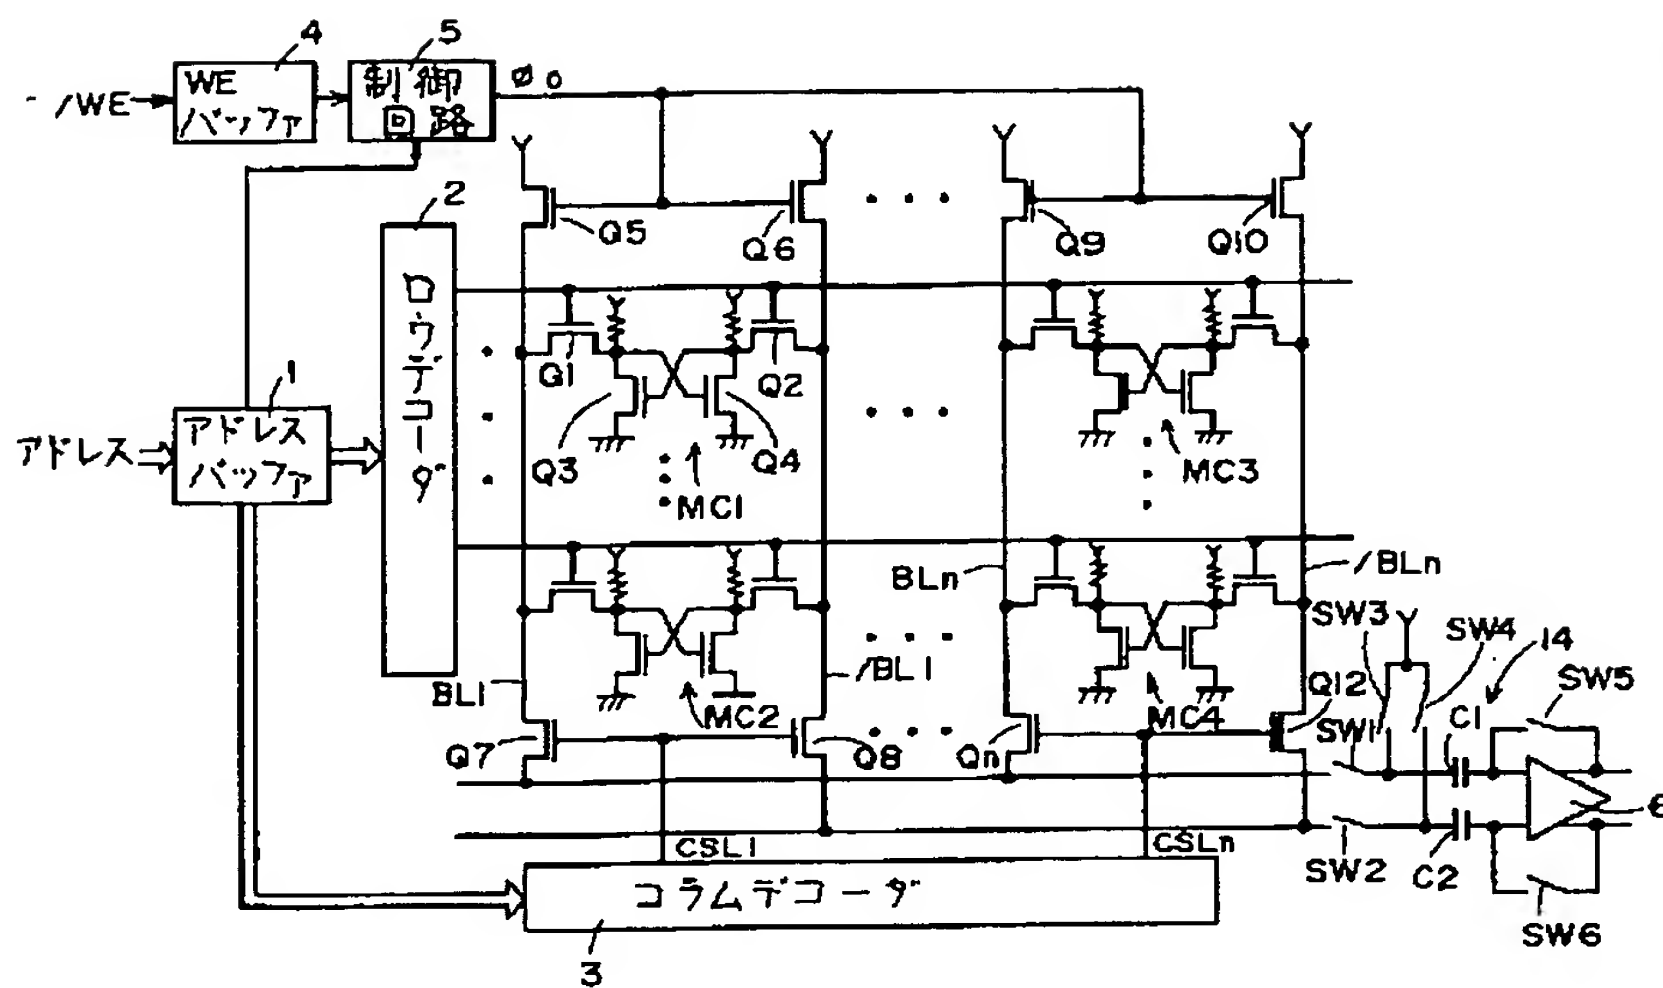 4
5
/WE
WE
バッファ
制御
回路
ø0
2
Q5
Q6
Q9
Q10
ロウデコーダ
1
アドレス
アドレス
バッファ
Q1
Q2
Q3
Q4
MC1
MC3
BLn
/BLn
SW3
SW4
14
BL1
/BL1
Q12
SW5
MC2
MC4
SW1
C1
Q7
Q8
Qn
6
CSL1
CSLn
SW2
C2
コラムデコーダ
SW6
3